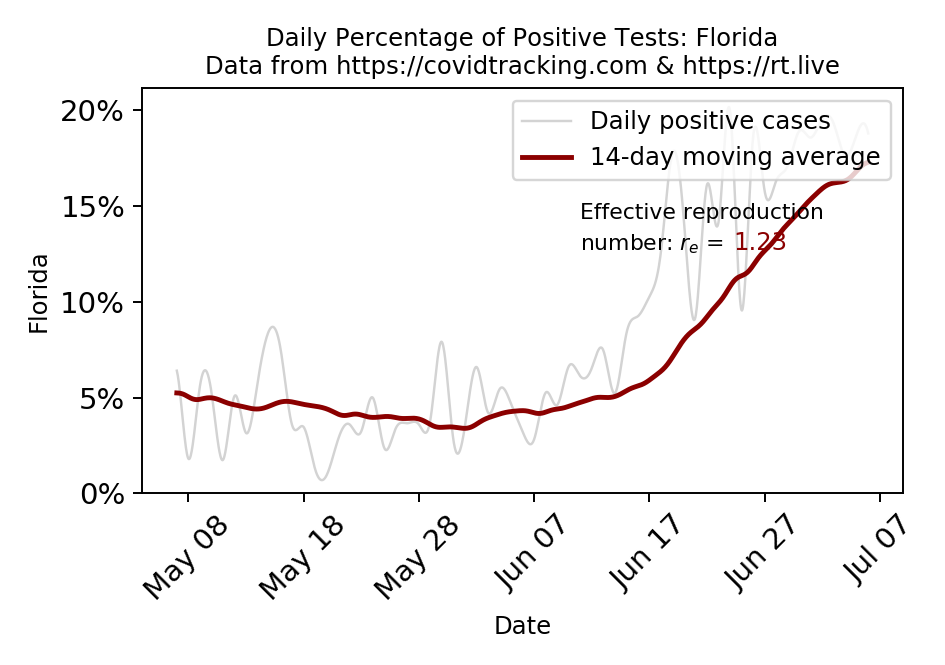 Daily Percentage of Positive Tests: Florida
Data from https://covidtracking.com & https://rt.live
20%
15%
10%
5%
0%
Florida
Daily positive cases
14-day moving average
Effective reproduction
number: rₑ = 1.23
May 08
May 18
May 28
Jun 07
Jun 17
Jun 27
Jul 07
Date